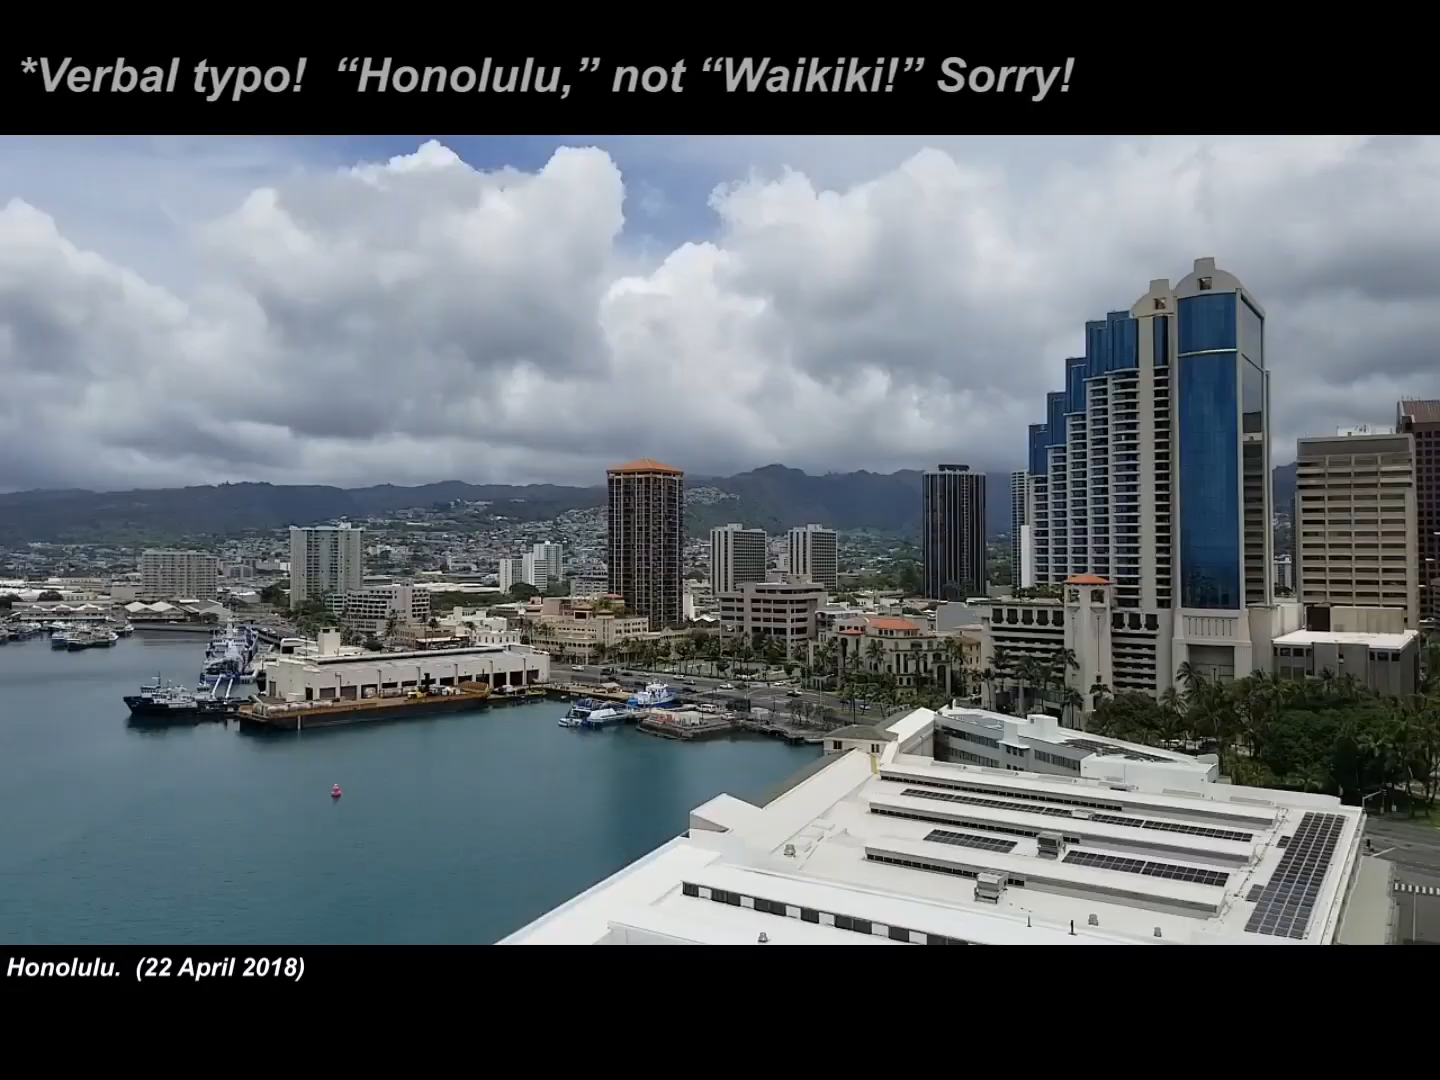 *Verbal typo!  “Honolulu,” not “Waikiki!” Sorry!
Honolulu.  (22 April 2018)